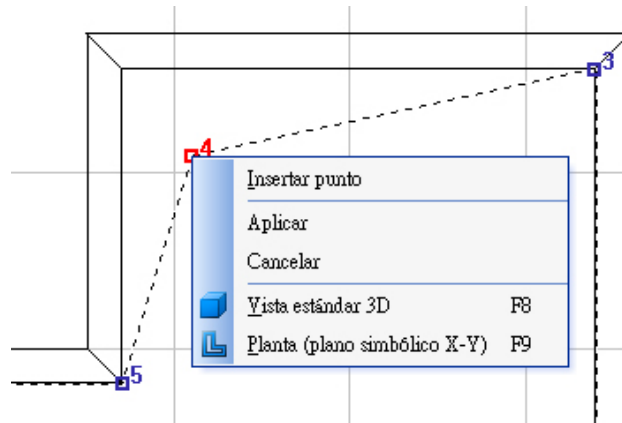 3
4
Insertar punto
Aplicar
Cancelar
Vista estándar 3D F8
Planta (plano simbólico X-Y) F9
5